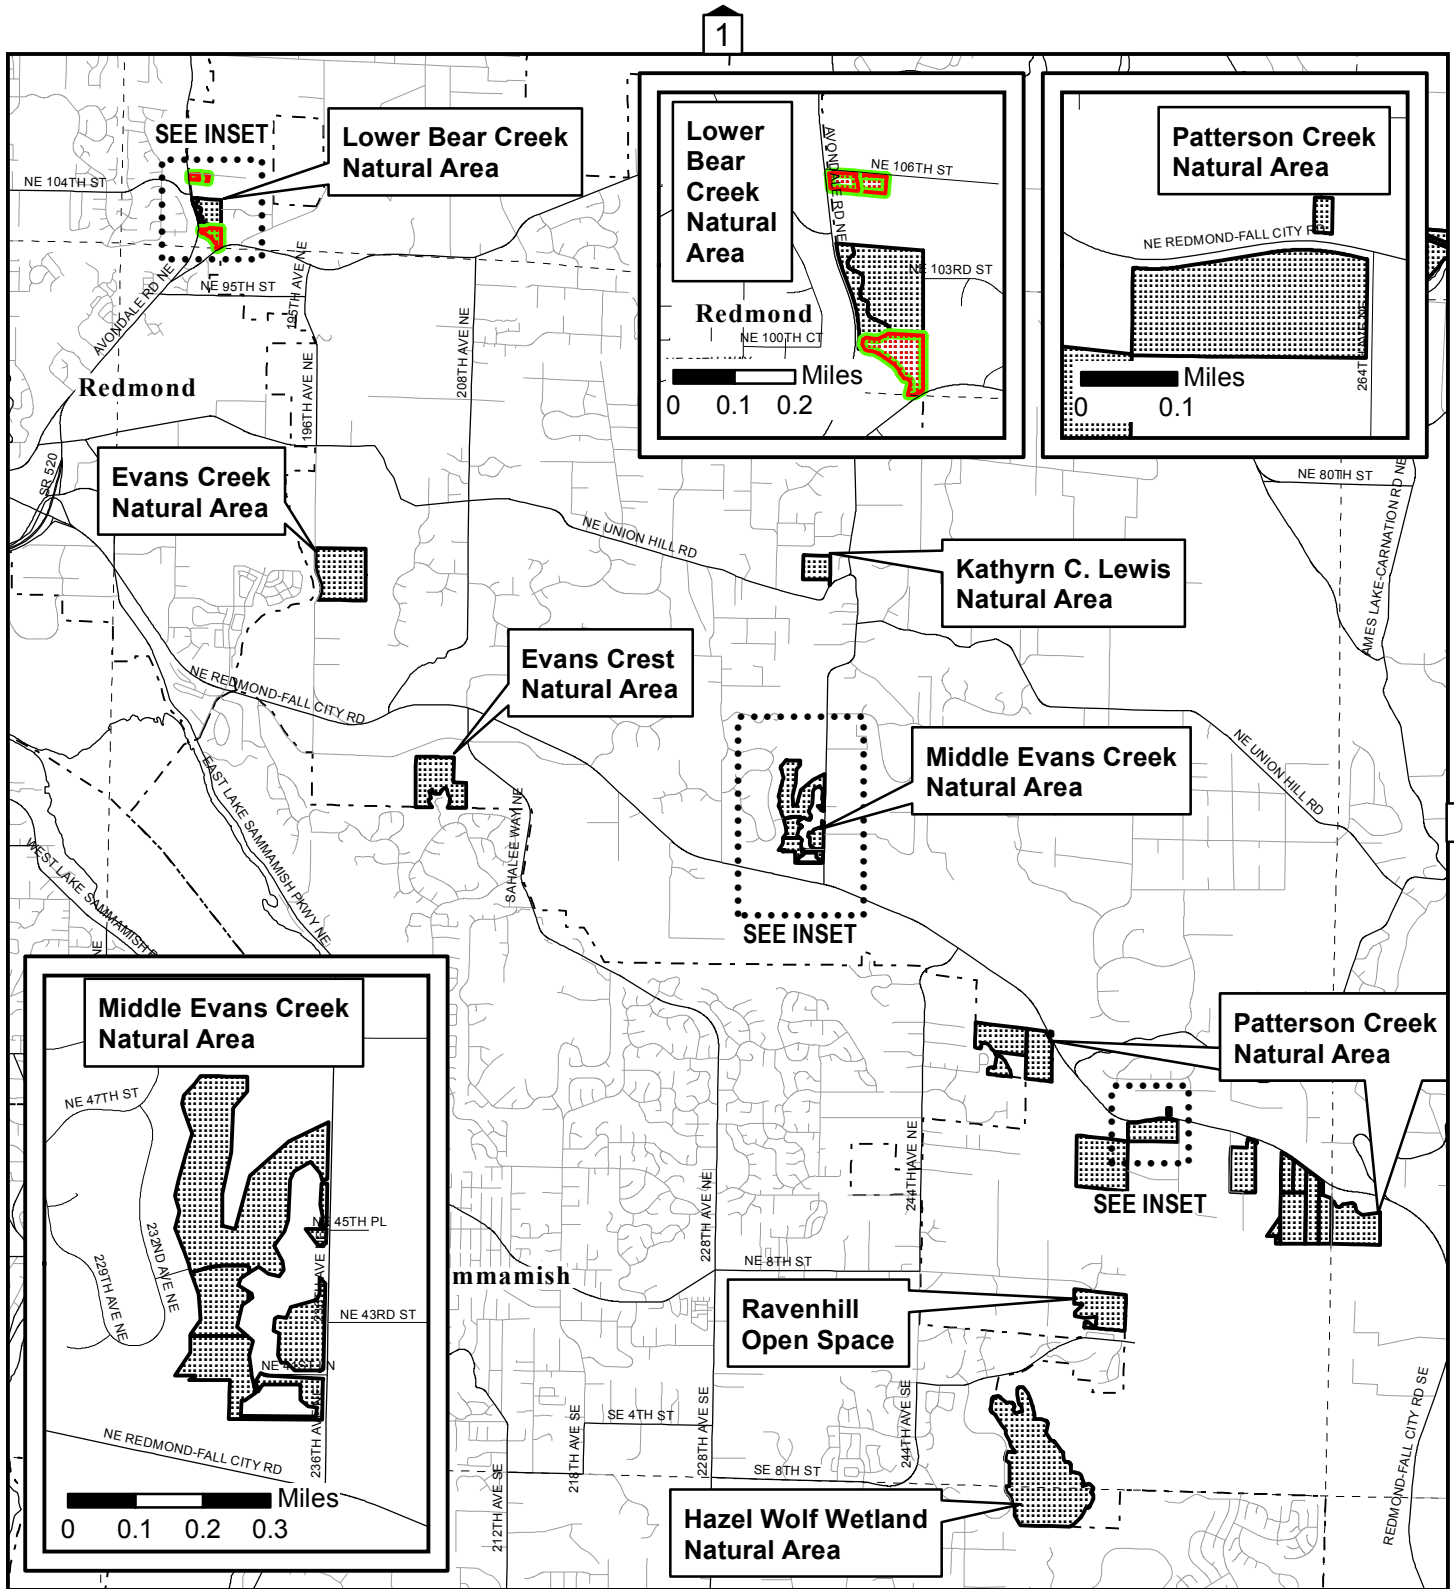 1
SEE INSET
Lower Bear Creek
Natural Area
NE 104TH ST
AVONDALE RD NE
NE 95TH ST
195TH AVE NE
196TH AVE NE
208TH AVE NE
Redmond
SR 520
Lower
Bear
Creek
Natural
Area
AVONDALE RD NE
NE 106TH ST
NE 103RD ST
Redmond
NE 100TH CT
Miles
0 0.1 0.2
Patterson Creek
Natural Area
NE REDMOND-FALL CITY RD
264TH AVE NE
Miles
0 0.1
NE 80TH ST
AMES LAKE-CARNATION RD NE
Evans Creek
Natural Area
NE UNION HILL RD
Kathyrn C. Lewis
Natural Area
Evans Crest
Natural Area
NE REDMOND-FALL CITY RD
EAST LAKE SAMMAMISH PKWY NE
SAHALEE WAY NE
WEST LAKE SAMMAMISH P
NE
Middle Evans Creek
Natural Area
NE UNION HILL RD
SEE INSET
Middle Evans Creek
Natural Area
NE 47TH ST
232ND AVE NE
229TH AVE NE
NE 45TH PL
NE 43RD ST
NE 41ST LN
236TH AVE NE
NE REDMOND-FALL CITY RD
Miles
0 0.1 0.2 0.3
Patterson Creek
Natural Area
SEE INSET
244TH AVE NE
228TH AVE NE
NE 8TH ST
mmamish
Ravenhill
Open Space
SE 4TH ST
218TH AVE SE
228TH AVE SE
244TH AVE SE
SE 8TH ST
212TH AVE SE
Hazel Wolf Wetland
Natural Area
REDMOND-FALL CITY RD SE